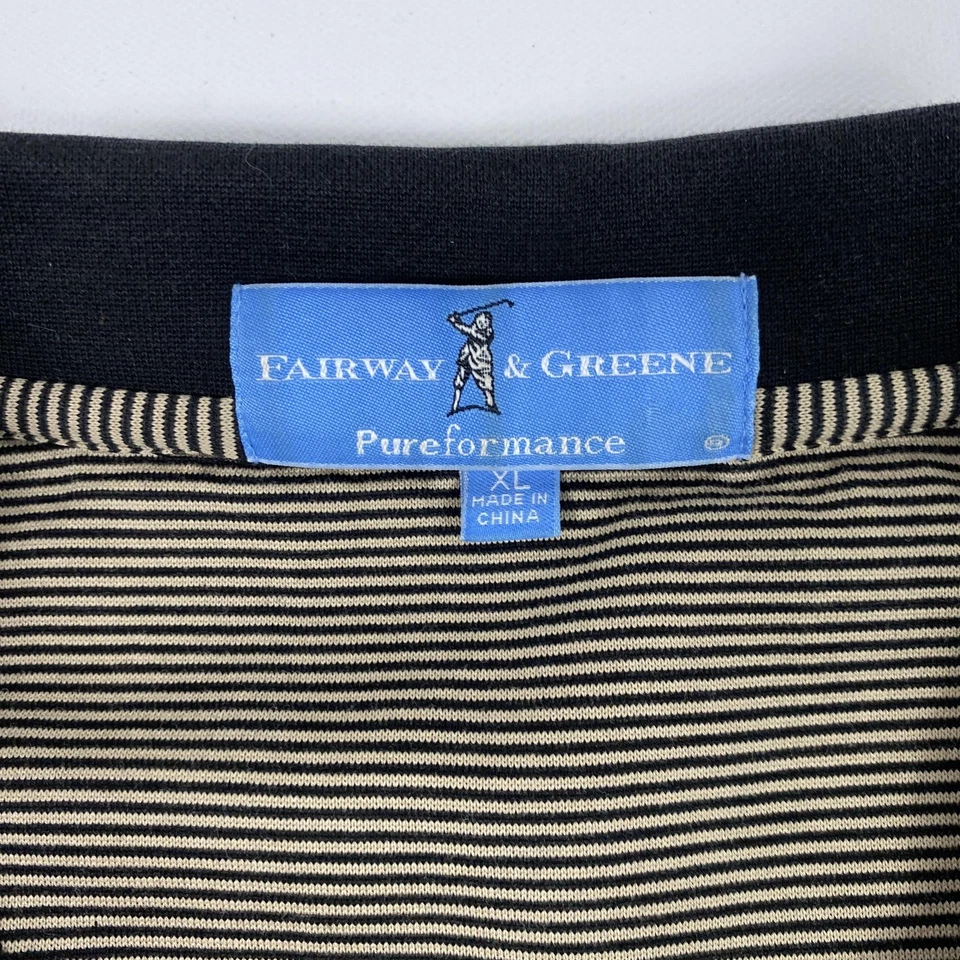 FAIRWAY & GREENE
Pureformance ®
XL
MADE IN
CHINA